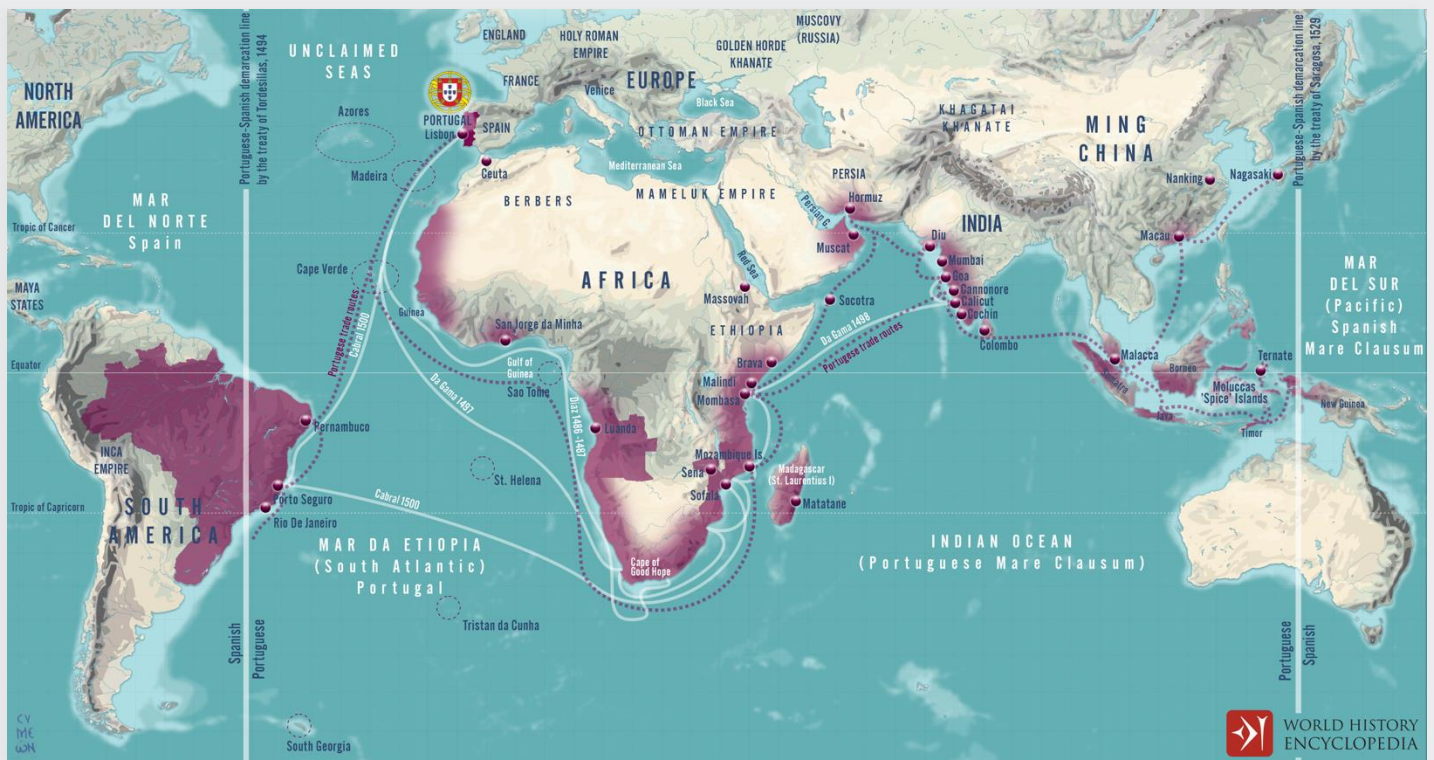 UNCLAIMED
SEAS
NORTH
AMERICA
Portuguese-Spanish demarcation line
by the treaty of Tordesillas, 1494
Azores
Madeira
MAR
DEL NORTE
Spain
Tropic of Cancer
MAYA
STATES
Cape Verde
Equator
ENGLAND
HOLY ROMAN
EMPIRE
FRANCE
Venice
EUROPE
MUSCOVY
(RUSSIA)
GOLDEN HORDE
KHANATE
Black Sea
PORTUGAL
Lisbon
SPAIN
OTTOMAN EMPIRE
Mediterranean Sea
Ceuta
BERBERS
MAMELUK EMPIRE
PERSIA
Hormuz
Persian G.
Muscat
Red Sea
AFRICA
Massovah
Socotra
ETHIOPIA
Guinea
San Jorge da Minha
Gulf of
Guinea
Sao Tome
Brava
Malindi
Mombasa
Portugese trade routes
Cabral 1500
Da Gama 1497
Diaz 1486 -1487
Da Gama 1498
Portugese trade routes
KHAGATAI
KHANATE
MING
CHINA
Nanking
Nagasaki
Macau
Portuguese-Spanish demarcation line
by the treaty of Saragosa, 1529
INDIA
Diu
Mumbai
Goa
Cannonore
Calicut
Cochin
Colombo
MAR
DEL SUR
(Pacific)
Spanish
Mare Clausum
Malacca
Sumatra
Borneo
Ternate
Moluccas
'Spice' Islands
Java
Timor
New Guinea
Pernambuco
INCA
EMPIRE
SOUTH
AMERICA
Porto Seguro
Rio De Janeiro
Tropic of Capricorn
Cabral 1500
St. Helena
Luanda
Mozambique Is.
Sena
Sofala
Madagascar
(St. Laurentius I)
Matatane
Cape of
Good Hope
MAR DA ETIOPIA
(South Atlantic)
Portugal
Tristan da Cunha
INDIAN OCEAN
(Portuguese Mare Clausum)
Spanish
Portuguese
Portuguese
Spanish
South Georgia
CV
ME
WN
WORLD HISTORY
ENCYCLOPEDIA